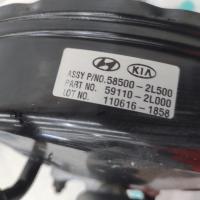 KIA
ASSY P/NO.58500-2L500
PART NO. 59110-2L000
LOT NO. 110616-1858